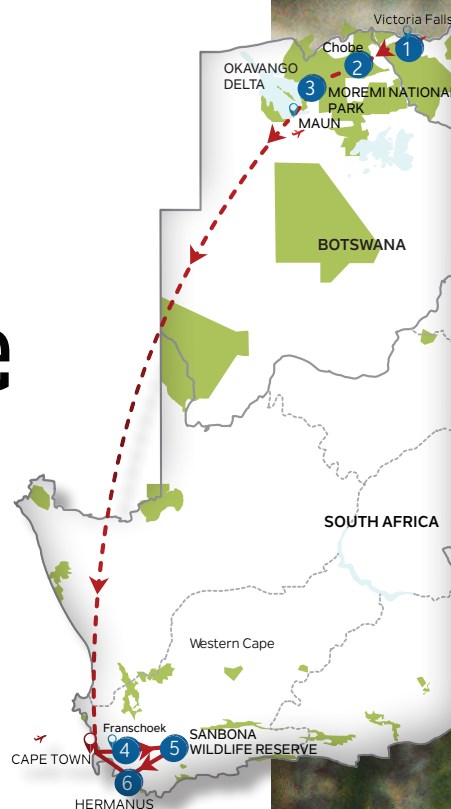 Victoria Falls
1
Chobe
2
OKAVANGO
DELTA
3
MOREMI NATIONA
PARK
MAUN
BOTSWANA
e
SOUTH AFRICA
Western Cape
Franschoek
SANBONA
WILDLIFE RESERVE
4
5
CAPE TOWN
6
HERMANUS